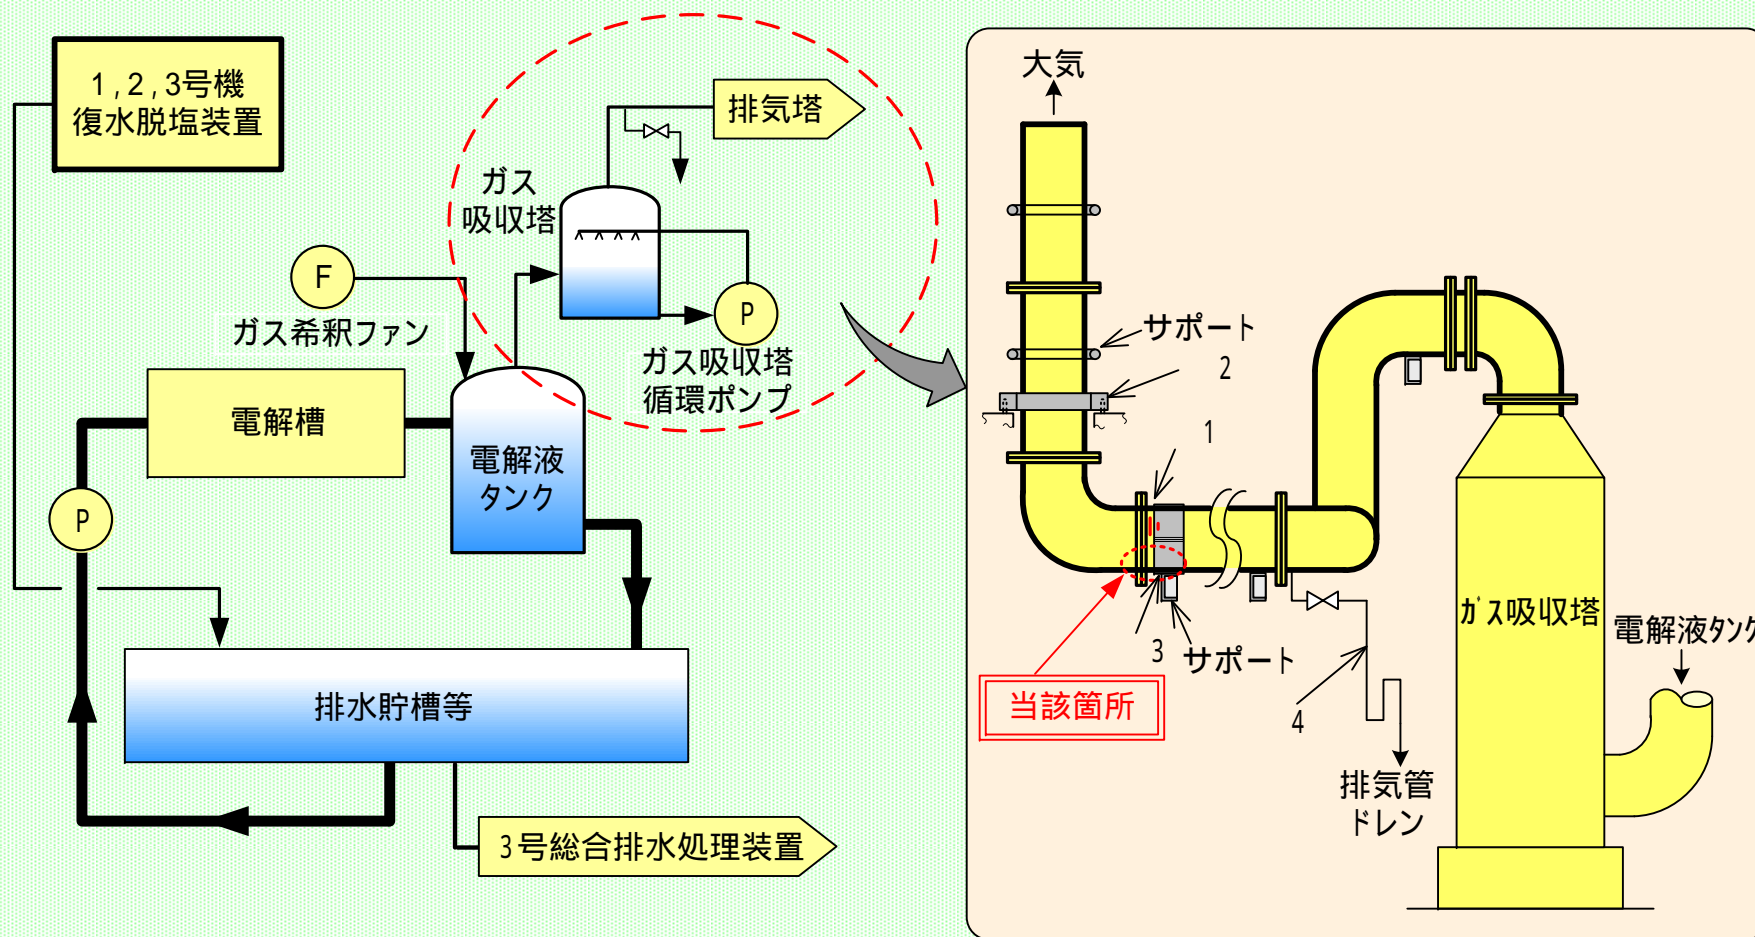 1,2,3号機
復水脱塩装置
排気塔
ガス
吸収塔
F
ガス希釈ファン
P
ガス吸収塔
循環ポンプ
電解槽
電解液
タンク
P
排水貯槽等
3号総合排水処理装置
大気
サポート
2
1
3
サポート
当該箇所
4
排気管
ドレン
ガス吸収塔
電解液タンク